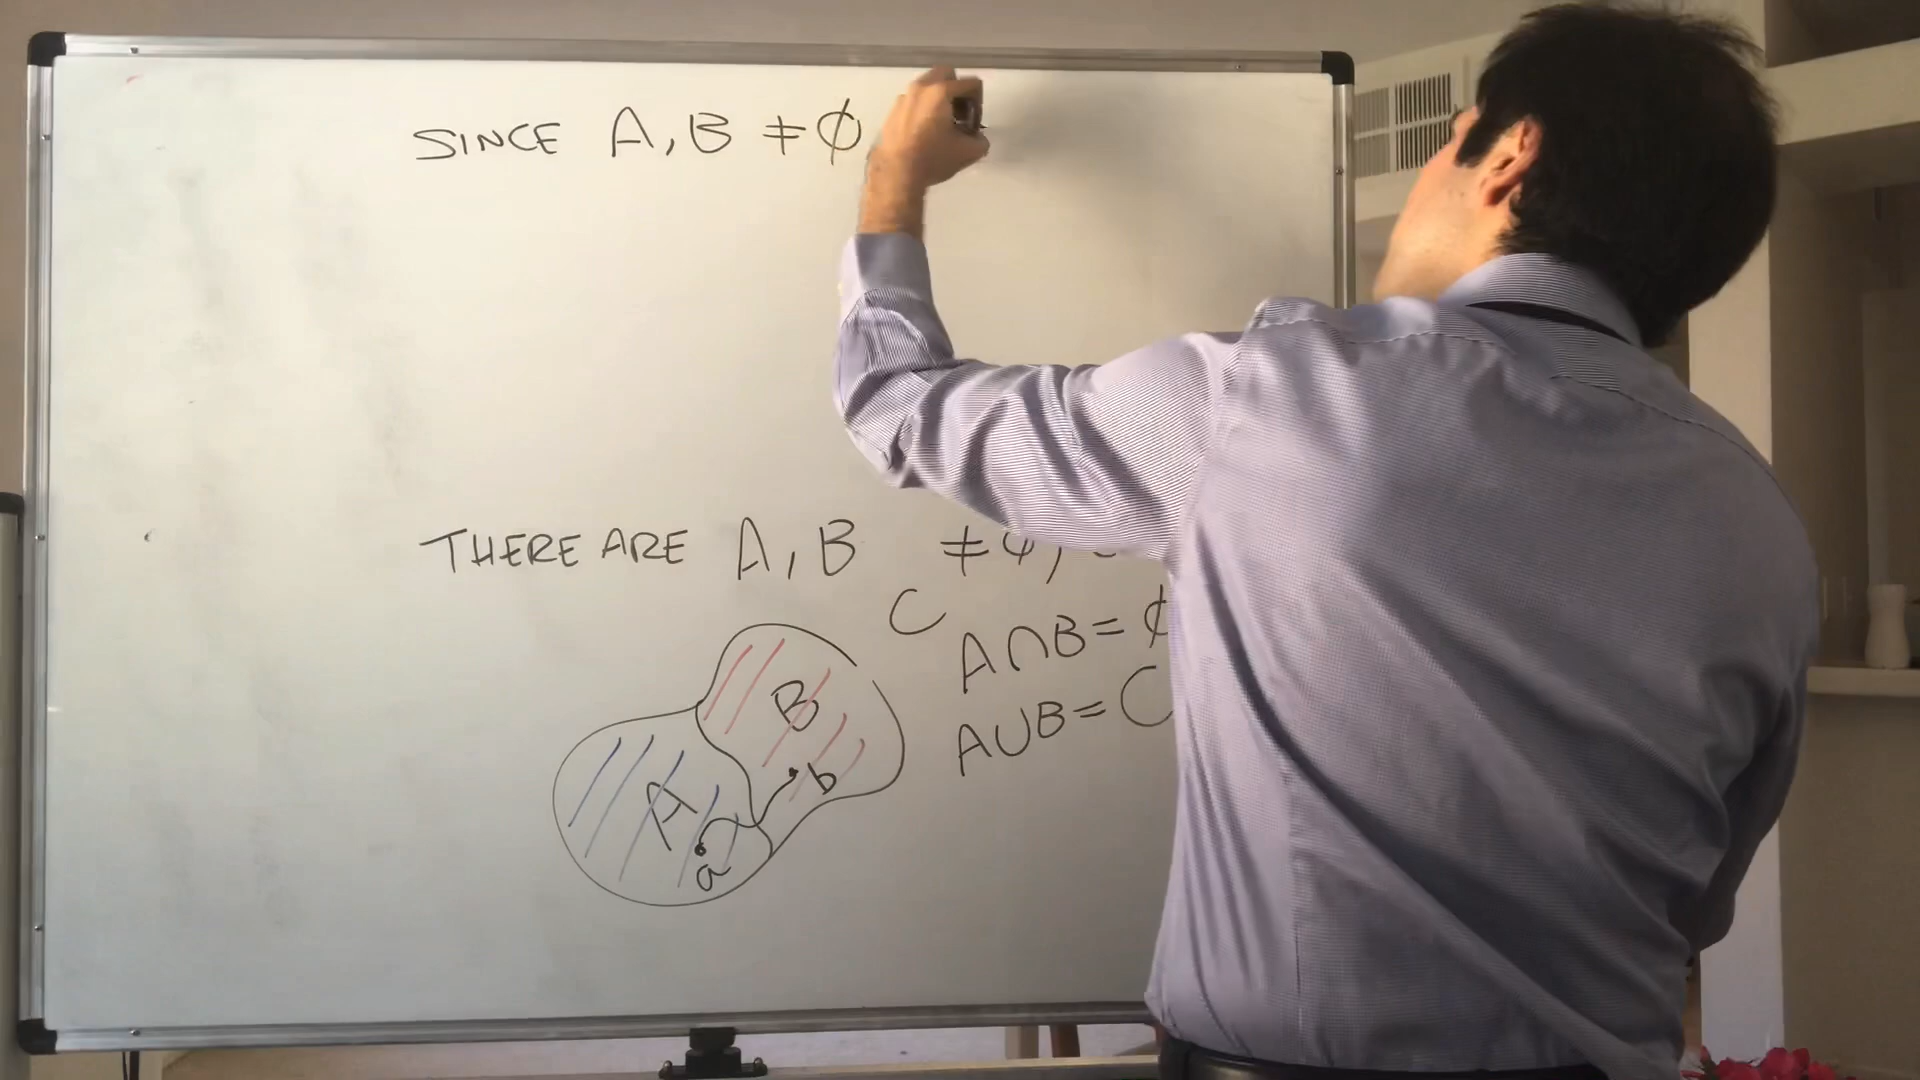 SINCE A, B ≠ ∅
THERE ARE A, B ≠ ∅,
C
A∩B = ∅
A∪B = C
B
b
A
a